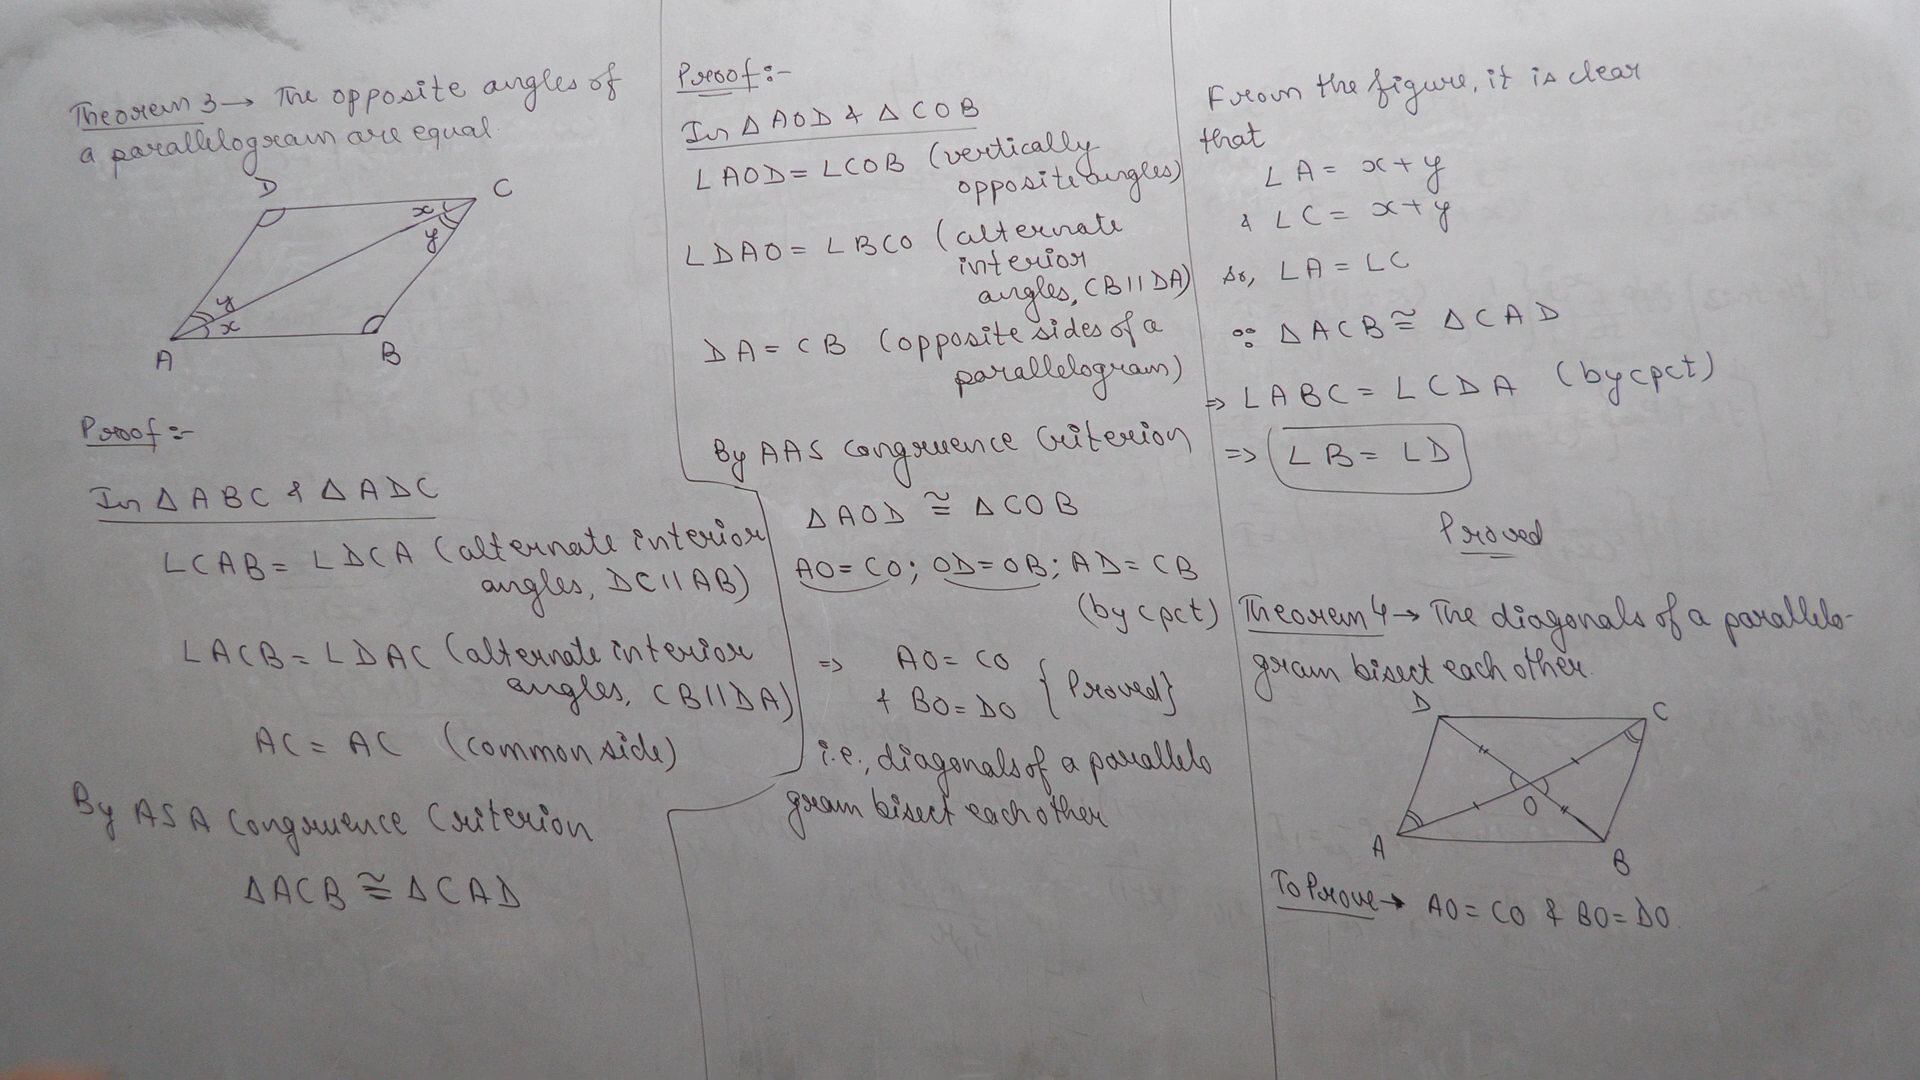 Theorem 3→ The opposite angles of
a parallelogram are equal.
D
C
x
y
y
x
A
B
Proof:-
In △ABC & △ADC
∠CAB = ∠DCA (alternate interior
angles, DC||AB)
∠ACB = ∠DAC (alternate interior
angles, CB||DA)
AC = AC (common side)
By ASA Congruence Criterion
△ACB ≅ △CAD
From the figure, it is clear
that
∠A = x+y
& ∠C = x+y
so, ∠A = ∠C
∵ △ACB ≅ △CAD
⇒ ∠ABC = ∠CDA (by cpct)
⇒ ∠B = ∠D
Proved
Theorem 4→ The diagonals of a parallelo-
gram bisect each other.
D
C
O
A
B
To Prove→ AO = CO & BO = DO
Proof:-
In △AOD & △COB
∠AOD = ∠COB (vertically
opposite angles)
∠DAO = ∠BCO (alternate
interior
angles, CB||DA)
DA = CB (opposite sides of a
parallelogram)
By AAS Congruence Criterion
△AOD ≅ △COB
AO = CO; OD = OB; AD = CB
(by cpct)
⇒ AO = CO
& BO = DO {Proved}
i.e., diagonals of a parallelo
gram bisect each other